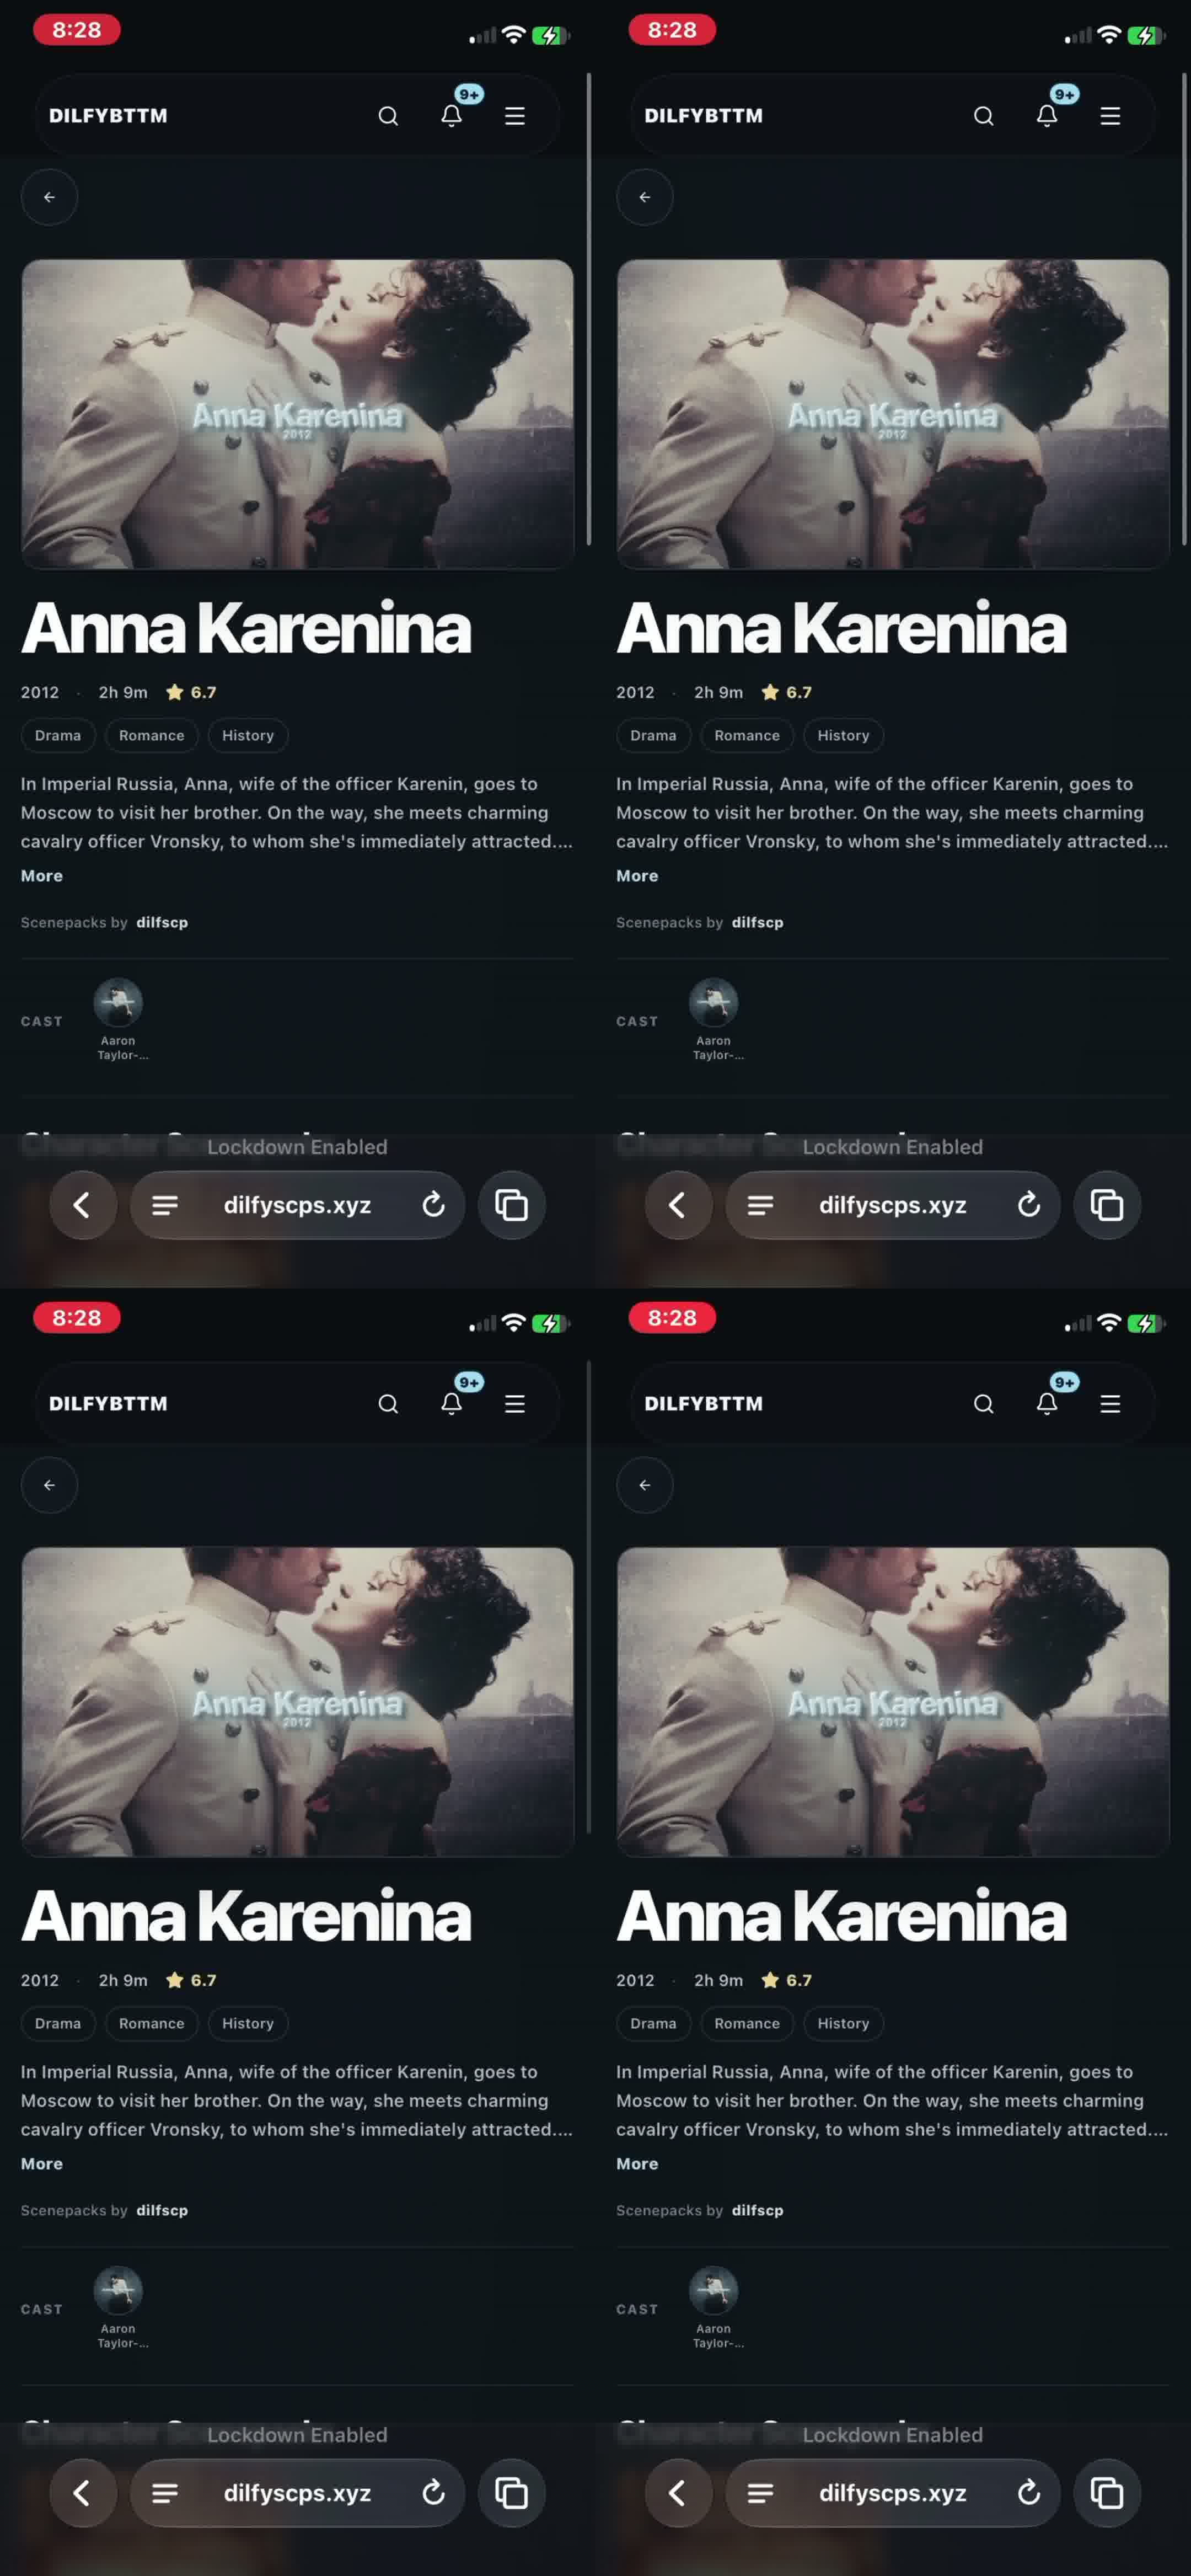 8:28
DILFYBTTM
9+
Anna Karenina
2012
Anna Karenina
2012 · 2h 9m 6.7
Drama Romance History
In Imperial Russia, Anna, wife of the officer Karenin, goes to
Moscow to visit her brother. On the way, she meets charming
cavalry officer Vronsky, to whom she's immediately attracted....
More
Scenepacks by dilfscp
CAST
Aaron
Taylor-...
Lockdown Enabled
dilfyscps.xyz
8:28
DILFYBTTM
9+
Anna Karenina
2012
Anna Karenina
2012 · 2h 9m 6.7
Drama Romance History
In Imperial Russia, Anna, wife of the officer Karenin, goes to
Moscow to visit her brother. On the way, she meets charming
cavalry officer Vronsky, to whom she's immediately attracted....
More
Scenepacks by dilfscp
CAST
Aaron
Taylor-...
Lockdown Enabled
dilfyscps.xyz
8:28
DILFYBTTM
9+
Anna Karenina
2012
Anna Karenina
2012 · 2h 9m 6.7
Drama Romance History
In Imperial Russia, Anna, wife of the officer Karenin, goes to
Moscow to visit her brother. On the way, she meets charming
cavalry officer Vronsky, to whom she's immediately attracted....
More
Scenepacks by dilfscp
CAST
Aaron
Taylor-...
Lockdown Enabled
dilfyscps.xyz
8:28
DILFYBTTM
9+
Anna Karenina
2012
Anna Karenina
2012 · 2h 9m 6.7
Drama Romance History
In Imperial Russia, Anna, wife of the officer Karenin, goes to
Moscow to visit her brother. On the way, she meets charming
cavalry officer Vronsky, to whom she's immediately attracted....
More
Scenepacks by dilfscp
CAST
Aaron
Taylor-...
Lockdown Enabled
dilfyscps.xyz